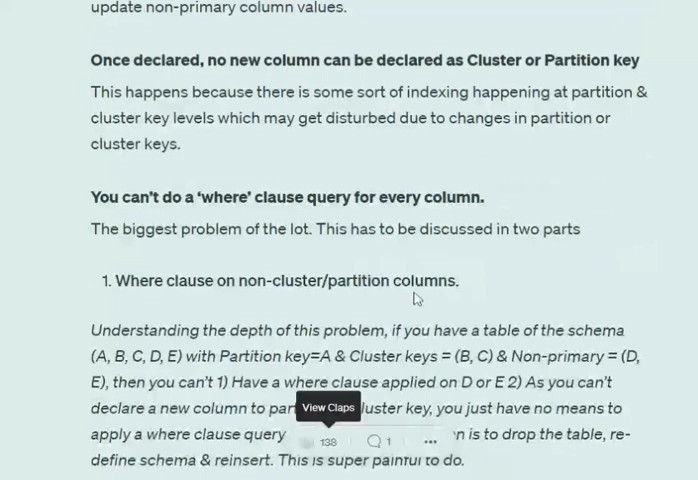 update non-primary column values.
Once declared, no new column can be declared as Cluster or Partition key
This happens because there is some sort of indexing happening at partition &
cluster key levels which may get disturbed due to changes in partition or
cluster keys.
You can't do a 'where' clause query for every column.
The biggest problem of the lot. This has to be discussed in two parts
1. Where clause on non-cluster/partition columns.
Understanding the depth of this problem, if you have a table of the schema
(A, B, C, D, E) with Partition key=A & Cluster keys = (B, C) & Non-primary = (D,
E), then you can't 1) Have a where clause applied on D or E 2) As you can't
declare a new column to par View Claps luster key, you just have no means to
apply a where clause query 138 1 ... n is to drop the table, re-
define schema & reinsert. This is super painful to do.